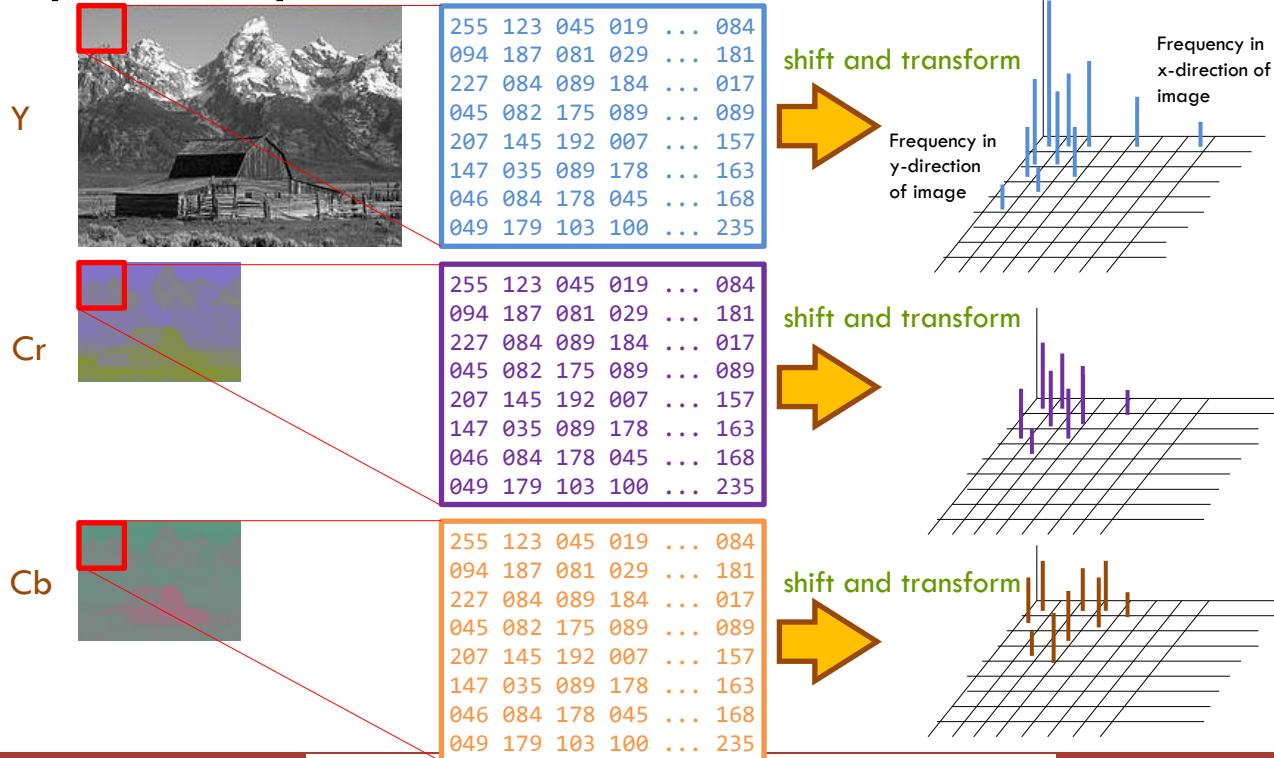 Y
255 123 045 019 ... 084
094 187 081 029 ... 181
227 084 089 184 ... 017
045 082 175 089 ... 089
207 145 192 007 ... 157
147 035 089 178 ... 163
046 084 178 045 ... 168
049 179 103 100 ... 235
shift and transform
Frequency in
x-direction of
image
Frequency in
y-direction
of image
Cr
255 123 045 019 ... 084
094 187 081 029 ... 181
227 084 089 184 ... 017
045 082 175 089 ... 089
207 145 192 007 ... 157
147 035 089 178 ... 163
046 084 178 045 ... 168
049 179 103 100 ... 235
shift and transform
Cb
255 123 045 019 ... 084
094 187 081 029 ... 181
227 084 089 184 ... 017
045 082 175 089 ... 089
207 145 192 007 ... 157
147 035 089 178 ... 163
046 084 178 045 ... 168
049 179 103 100 ... 235
shift and transform